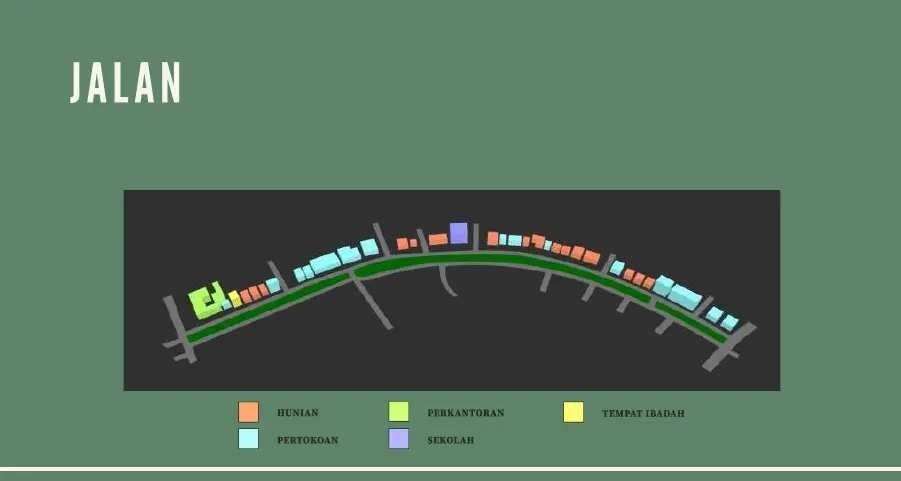 JALAN
HUNIAN
PERKANTORAN
TEMPAT IBADAH
PERTOKOAN
SEKOLAH